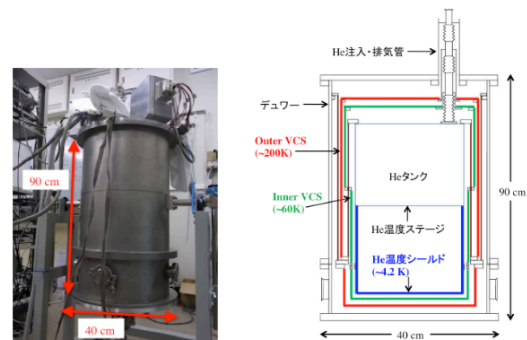 90 cm
40 cm
He注入・排気管
デュワー
Outer VCS
(~200K)
Inner VCS
(~60K)
Heタンク
He温度ステージ
He温度シールド
(~4.2 K)
90 cm
40 cm